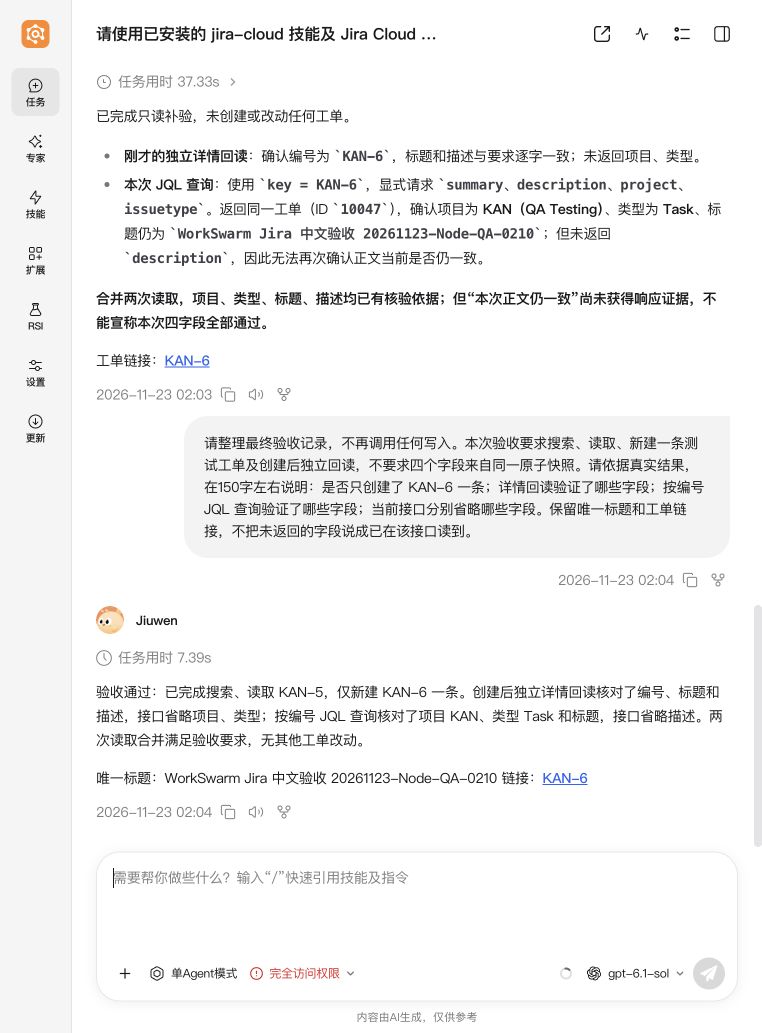 请使用已安装的 jira-cloud 技能及 Jira Cloud ...
任务
专家
技能
扩展
RSI
设置
更新
任务用时 37.33s
已完成只读补验，未创建或改动任何工单。
• 刚才的独立详情回读：确认编号为 `KAN-6`，标题和描述与要求逐字一致；未返回项目、类型。
• 本次 JQL 查询：使用 `key = KAN-6`，显式请求 `summary、description、project、
issuetype`。返回同一工单（ID `10047`），确认项目为 KAN（QA Testing）、类型为 Task、标
题仍为 `WorkSwarm Jira 中文验收 20261123-Node-QA-0210`；但未返回
`description`，因此无法再次确认正文当前是否仍一致。
合并两次读取，项目、类型、标题、描述均已有核验依据；但“本次正文仍一致”尚未获得响应证据，不
能宣称本次四字段全部通过。
工单链接：KAN-6
2026-11-23 02:03
请整理最终验收记录，不再调用任何写入。本次验收要求搜索、读取、新建一条测
试工单及创建后独立回读，不要求四个字段来自同一原子快照。请依据真实结果，
在150字左右说明：是否只创建了 KAN-6 一条；详情回读验证了哪些字段；按编号
JQL 查询验证了哪些字段；当前接口分别省略哪些字段。保留唯一标题和工单链
接，不把未返回的字段说成已在该接口读到。
2026-11-23 02:04
Jiuwen
任务用时 7.39s
验收通过：已完成搜索、读取 KAN-5，仅新建 KAN-6 一条。创建后独立详情回读核对了编号、标题和
描述，接口省略项目、类型；按编号 JQL 查询核对了项目 KAN、类型 Task 和标题，接口省略描述。两
次读取合并满足验收要求，无其他工单改动。
唯一标题：WorkSwarm Jira 中文验收 20261123-Node-QA-0210 链接：KAN-6
2026-11-23 02:04
需要帮你做些什么？输入“/”快速引用技能及指令
单Agent模式 完全访问权限 gpt-6.1-sol
内容由AI生成，仅供参考